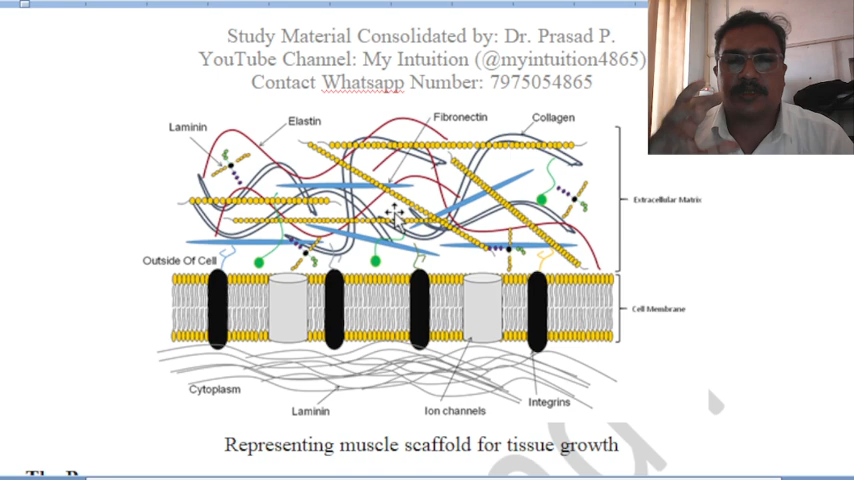 Study Material Consolidated by: Dr. Prasad P.
YouTube Channel: My Intuition (@myintuition4865)
Contact Whatsapp Number: 7975054865
Laminin
Elastin
Fibronectin
Collagen
Extracellular Matrix
Outside Of Cell
Cell Membrane
Cytoplasm
Laminin
Ion channels
Integrins
Representing muscle scaffold for tissue growth